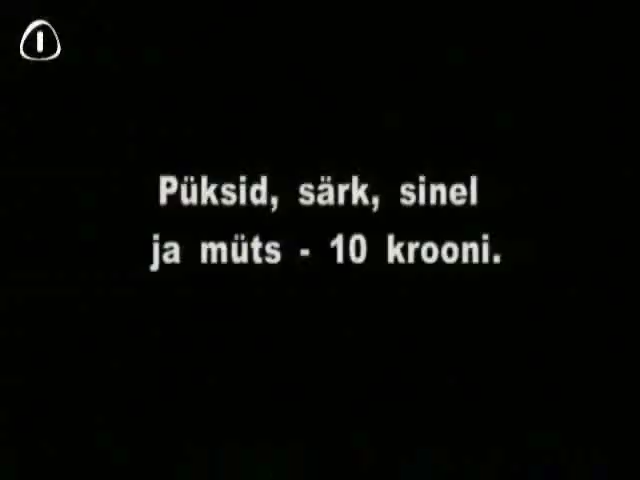 Püksid, särk, sinel
ja müts - 10 krooni.